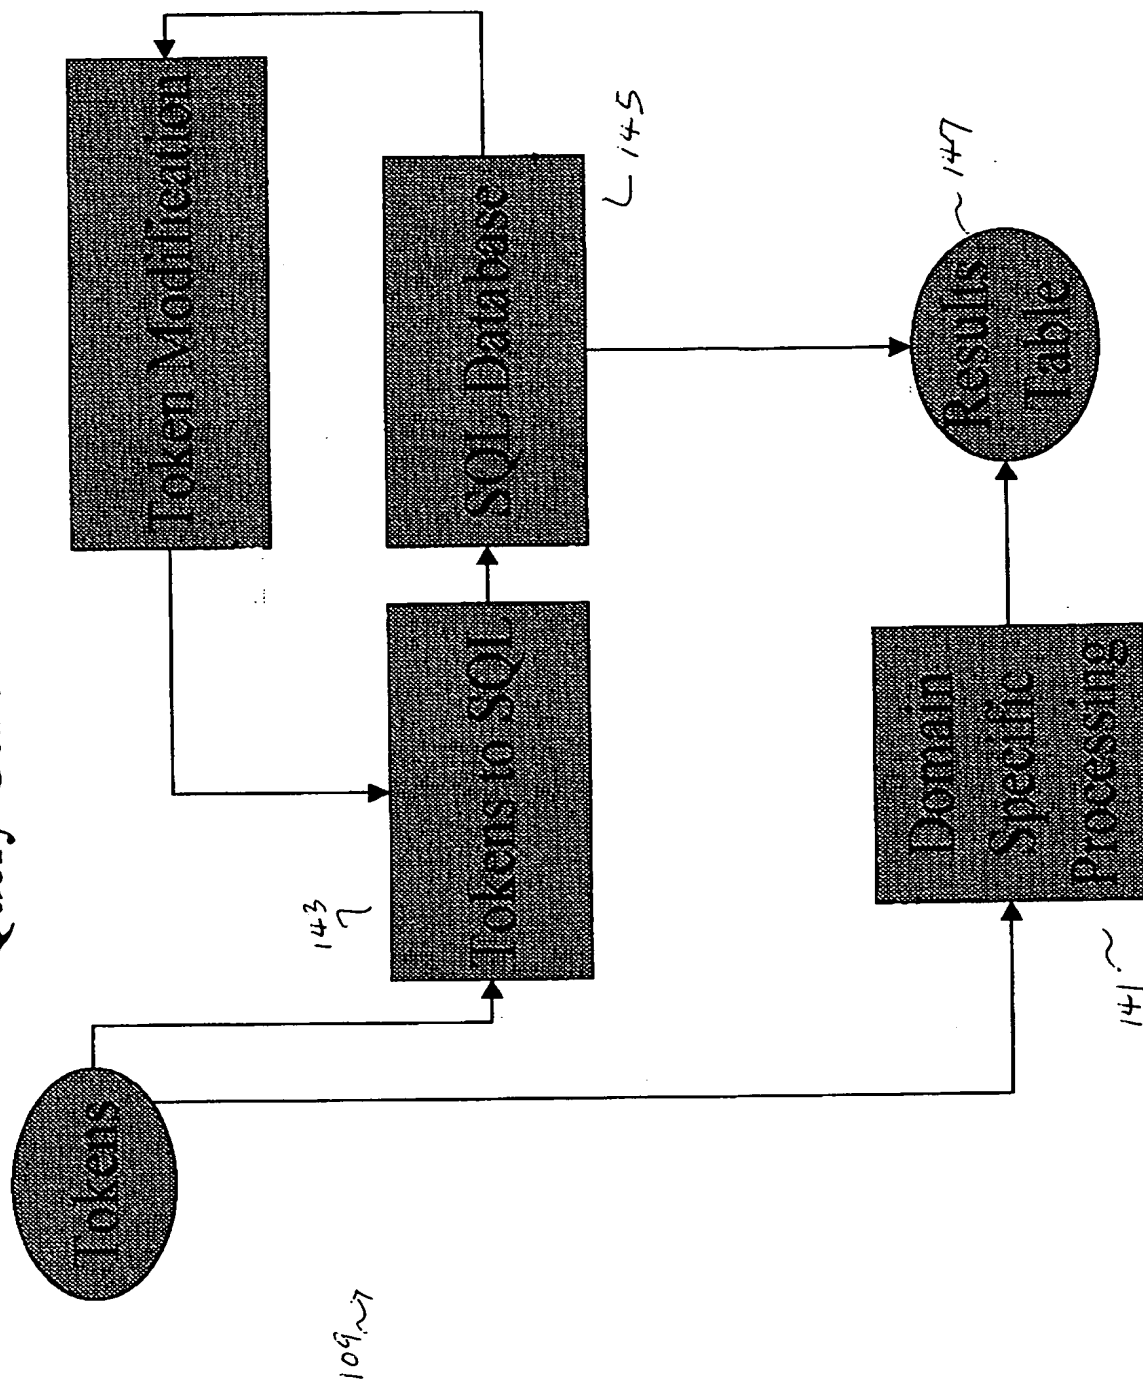 Tokens
Token Modification
Tokens to SQL
SQL Database
Domain
Specific
Processing
Results
Table
109
143
145
141
147